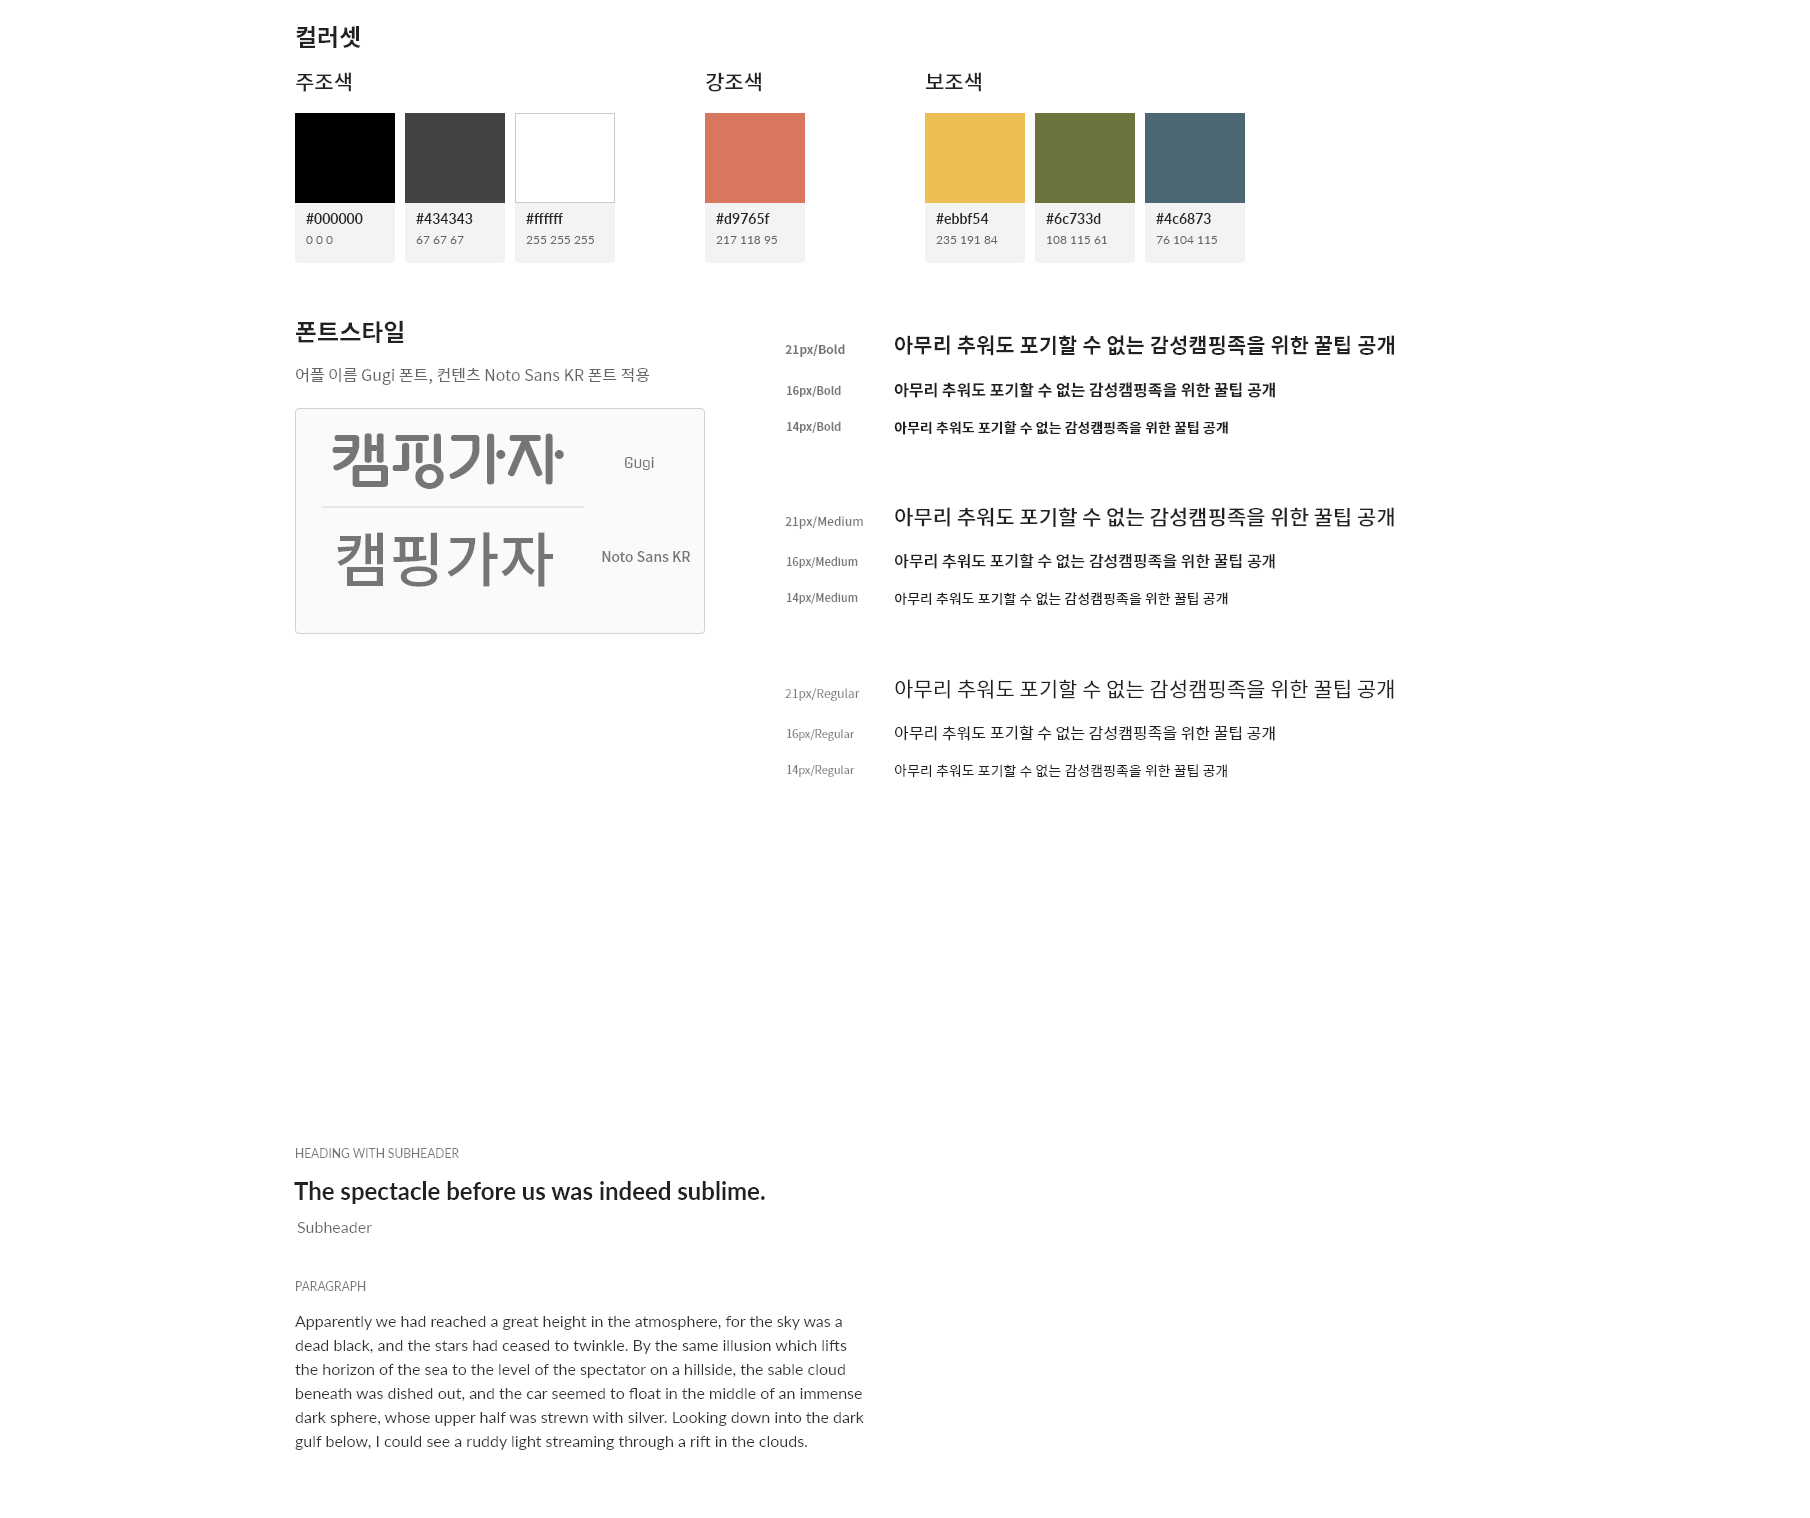 컬러셋
주조색
강조색
보조색
#000000
0 0 0
#434343
67 67 67
#ffffff
255 255 255
#d9765f
217 118 95
#ebbf54
235 191 84
#6c733d
108 115 61
#4c6873
76 104 115
폰트스타일
어플 이름 Gugi 폰트, 컨텐츠 Noto Sans KR 폰트 적용
캠핑가자
Gugi
캠핑가자
Noto Sans KR
21px/Bold
아무리 추워도 포기할 수 없는 감성캠핑족을 위한 꿀팁 공개
16px/Bold
아무리 추워도 포기할 수 없는 감성캠핑족을 위한 꿀팁 공개
14px/Bold
아무리 추워도 포기할 수 없는 감성캠핑족을 위한 꿀팁 공개
21px/Medium
아무리 추워도 포기할 수 없는 감성캠핑족을 위한 꿀팁 공개
16px/Medium
아무리 추워도 포기할 수 없는 감성캠핑족을 위한 꿀팁 공개
14px/Medium
아무리 추워도 포기할 수 없는 감성캠핑족을 위한 꿀팁 공개
21px/Regular
아무리 추워도 포기할 수 없는 감성캠핑족을 위한 꿀팁 공개
16px/Regular
아무리 추워도 포기할 수 없는 감성캠핑족을 위한 꿀팁 공개
14px/Regular
아무리 추워도 포기할 수 없는 감성캠핑족을 위한 꿀팁 공개
HEADING WITH SUBHEADER
The spectacle before us was indeed sublime.
Subheader
PARAGRAPH
Apparently we had reached a great height in the atmosphere, for the sky was a
dead black, and the stars had ceased to twinkle. By the same illusion which lifts
the horizon of the sea to the level of the spectator on a hillside, the sable cloud
beneath was dished out, and the car seemed to float in the middle of an immense
dark sphere, whose upper half was strewn with silver. Looking down into the dark
gulf below, I could see a ruddy light streaming through a rift in the clouds.